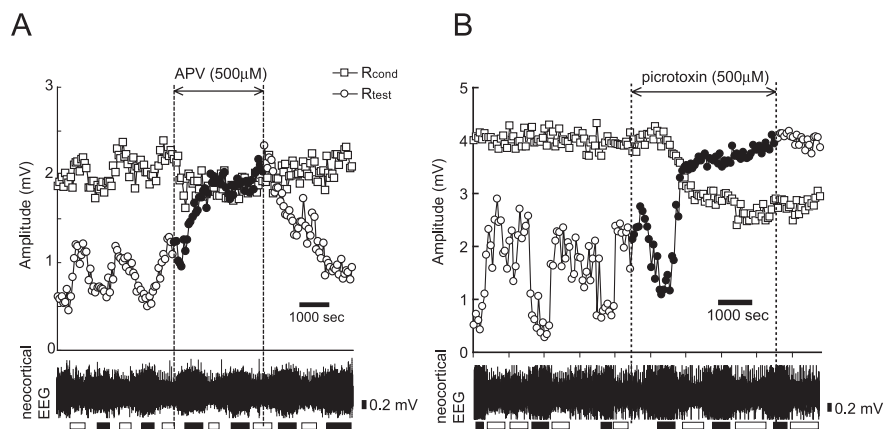 A
APV (500μM)
Rcond
Rtest
3
2
1
0
Amplitude (mV)
1000 sec
neocortical
EEG
0.2 mV
B
picrotoxin (500μM)
5
4
3
2
1
0
Amplitude (mV)
1000 sec
neocortical
EEG
0.2 mV